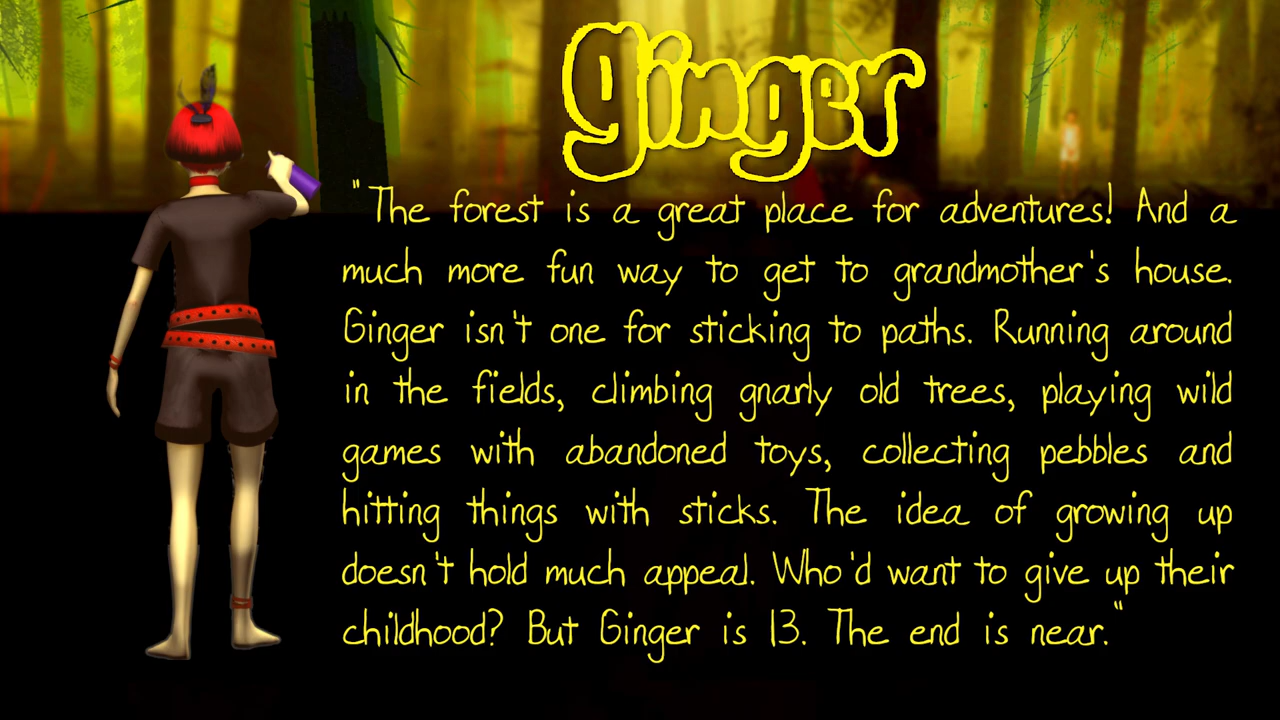 Ginger
"The forest is a great place for adventures! And a
much more fun way to get to grandmother's house.
Ginger isn't one for sticking to paths. Running around
in the fields, climbing gnarly old trees, playing wild
games with abandoned toys, collecting pebbles and
hitting things with sticks. The idea of growing up
doesn't hold much appeal. Who'd want to give up their
childhood? But Ginger is 13. The end is near."